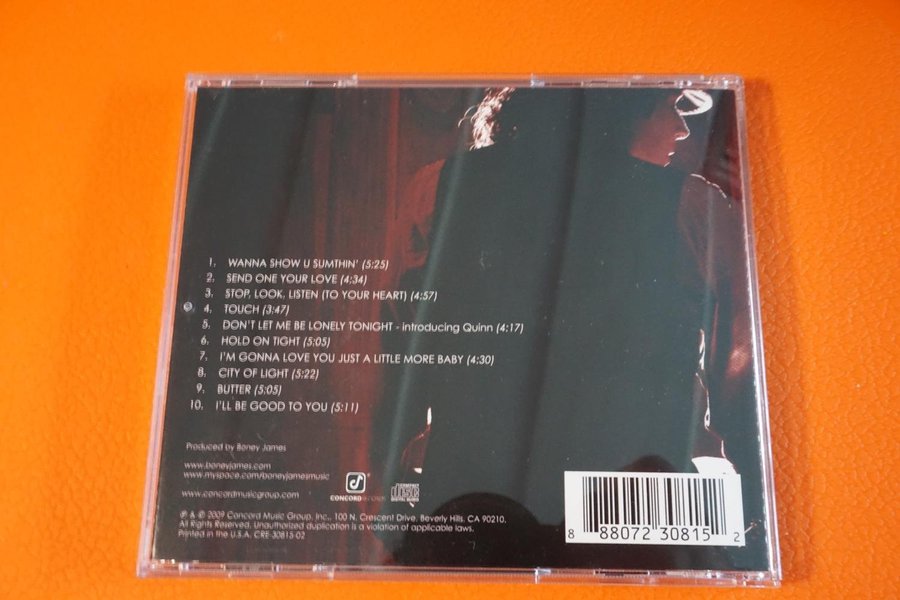 1. WANNA SHOW U SUMTHIN' (5:25)
2. SEND ONE YOUR LOVE (4:34)
3. STOP, LOOK, LISTEN (TO YOUR HEART) (4:57)
4. TOUCH (3:47)
5. DON'T LET ME BE LONELY TONIGHT - introducing Quinn (4:17)
6. HOLD ON TIGHT (5:05)
7. I'M GONNA LOVE YOU JUST A LITTLE MORE BABY (4:30)
8. CITY OF LIGHT (5:22)
9. BUTTER (5:05)
10. I'LL BE GOOD TO YOU (5:11)
Produced by Boney James
www.boneyjames.com
www.myspace.com/boneyjamesmusic
www.concordmusicgroup.com
CONCORD RECORDS
COMPACT
disc
DIGITAL AUDIO
℗ & © 2009 Concord Music Group, Inc., 100 N. Crescent Drive, Beverly Hills, CA 90210.
All Rights Reserved. Unauthorized duplication is a violation of applicable laws.
Printed in the U.S.A. CRE-30815-02
8 88072 30815 2